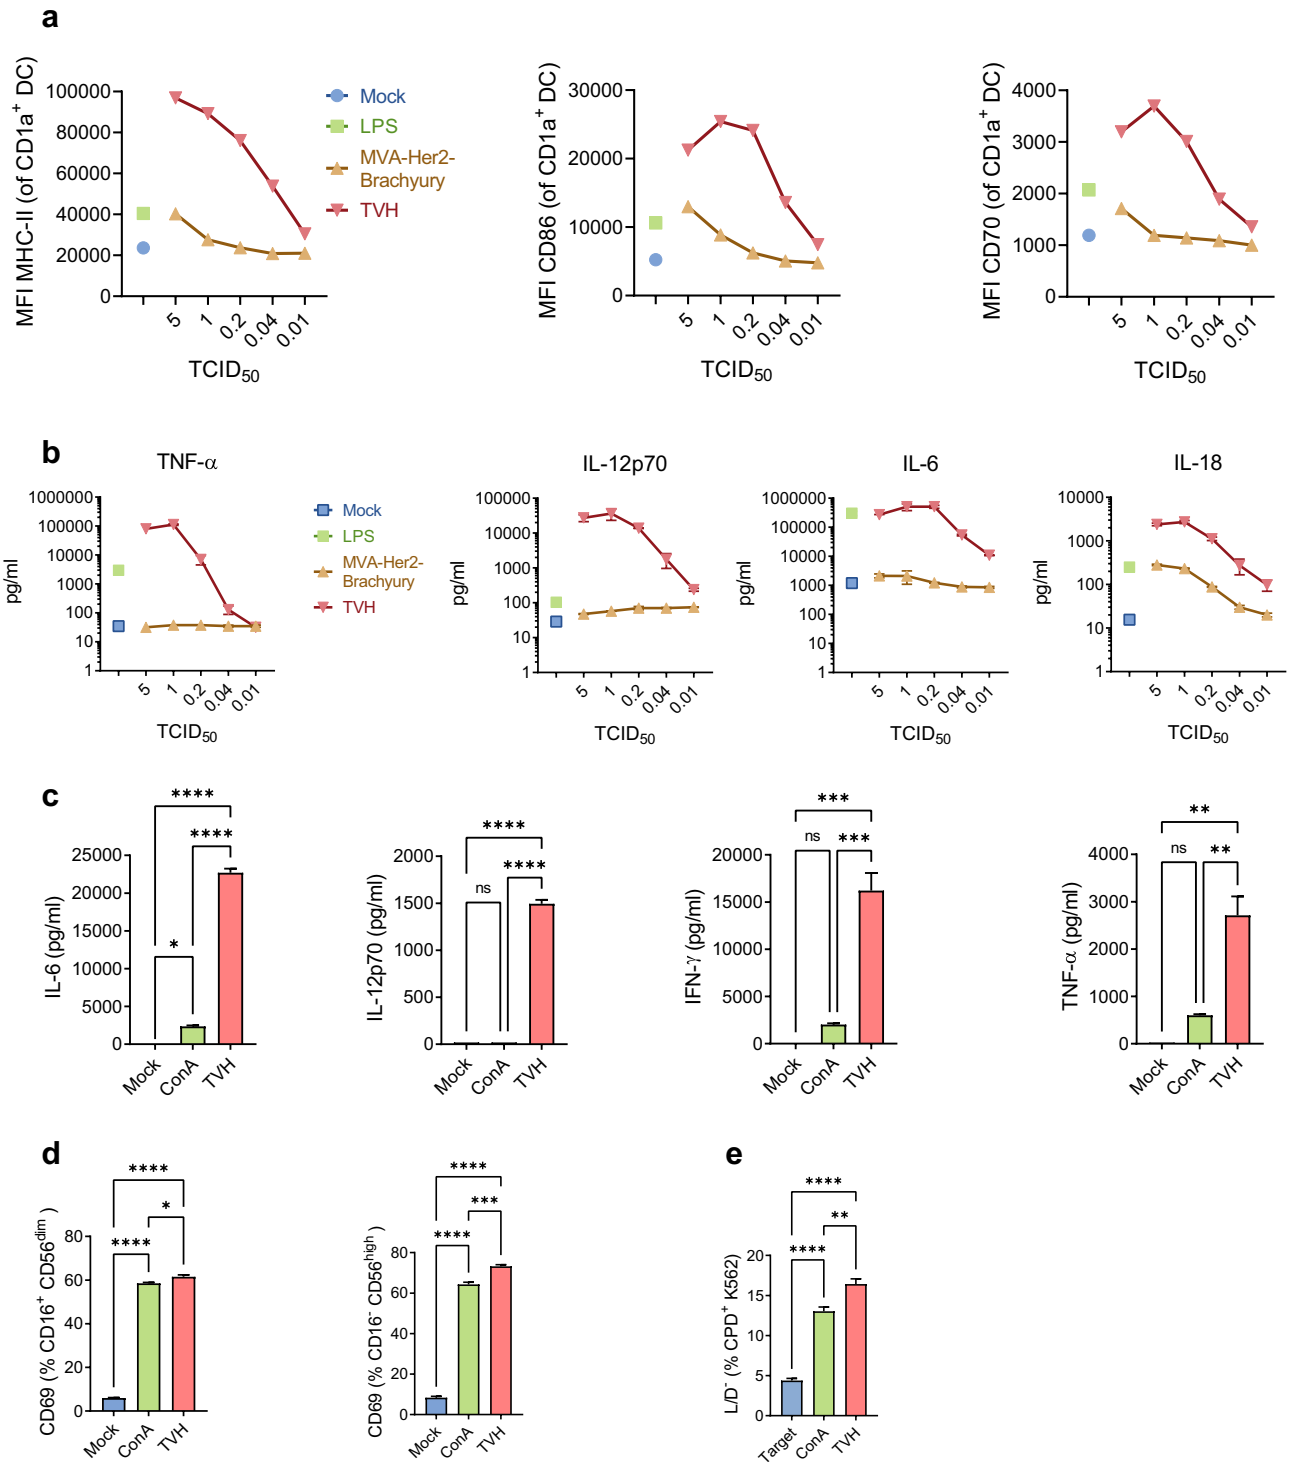 a
MFI MHC-II (of CD1a+ DC)
100000
80000
60000
40000
20000
0
5
1
0.2
0.04
0.01
TCID50
Mock
LPS
MVA-Her2-
Brachyury
TVH
MFI CD86 (of CD1a+ DC)
30000
20000
10000
0
5
1
0.2
0.04
0.01
TCID50
MFI CD70 (of CD1a+ DC)
4000
3000
2000
1000
0
5
1
0.2
0.04
0.01
TCID50
b
TNF-α
pg/ml
1000000
100000
10000
1000
100
10
1
5
1
0.2
0.04
0.01
TCID50
Mock
LPS
MVA-Her2-
Brachyury
TVH
IL-12p70
pg/ml
100000
10000
1000
100
10
1
5
1
0.2
0.04
0.01
TCID50
IL-6
pg/ml
1000000
100000
10000
1000
100
10
1
5
1
0.2
0.04
0.01
TCID50
IL-18
pg/ml
10000
1000
100
10
1
5
1
0.2
0.04
0.01
TCID50
c
IL-6 (pg/ml)
25000
20000
15000
10000
5000
0
****
****
*
Mock
ConA
TVH
IL-12p70 (pg/ml)
2000
1500
1000
500
0
****
****
ns
Mock
ConA
TVH
IFN-γ (pg/ml)
20000
15000
10000
5000
0
***
ns
***
Mock
ConA
TVH
TNF-α (pg/ml)
4000
3000
2000
1000
0
**
ns
**
Mock
ConA
TVH
d
CD69 (% CD16+ CD56dim)
80
60
40
20
0
****
*
****
Mock
ConA
TVH
CD69 (% CD16- CD56high)
80
60
40
20
0
****
***
****
Mock
ConA
TVH
e
L/D- (% CPD+ K562)
20
15
10
5
0
****
**
****
Target
ConA
TVH